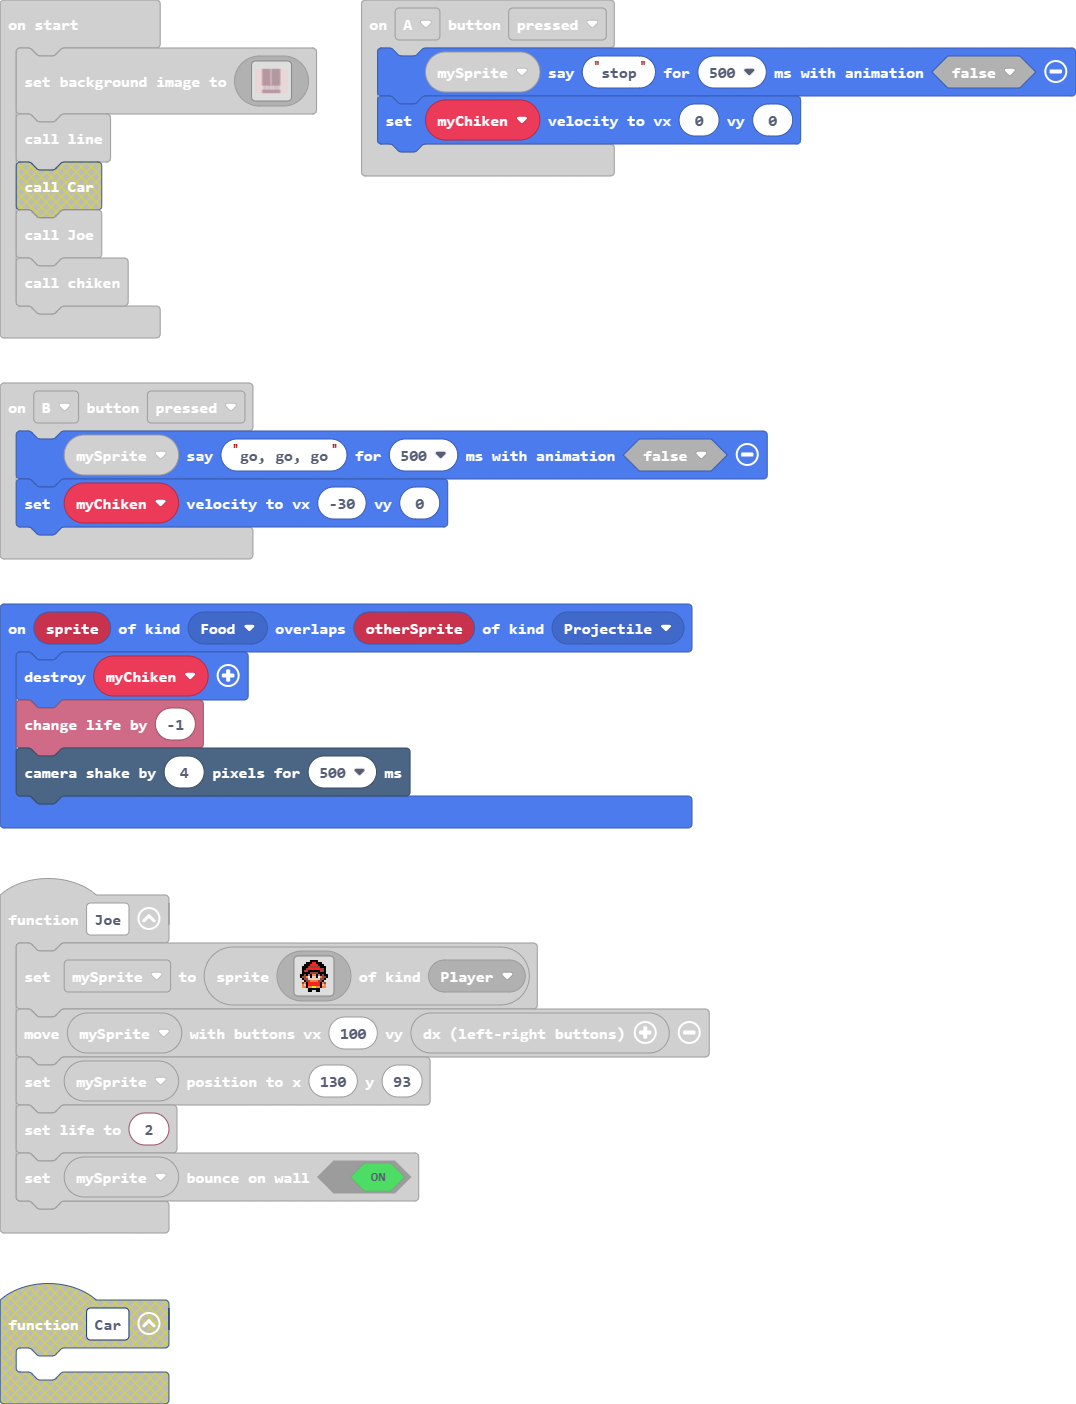 on start
set background image to
call line
call Car
call Joe
call chiken
on A button pressed
mySprite say "stop" for 500 ms with animation false
set myChiken velocity to vx 0 vy 0
on B button pressed
mySprite say "go, go, go" for 500 ms with animation false
set myChiken velocity to vx -30 vy 0
on sprite of kind Food overlaps otherSprite of kind Projectile
destroy myChiken
change life by -1
camera shake by 4 pixels for 500 ms
function Joe
set mySprite to sprite of kind Player
move mySprite with buttons vx 100 vy dx (left-right buttons)
set mySprite position to x 130 y 93
set life to 2
set mySprite bounce on wall ON
function Car